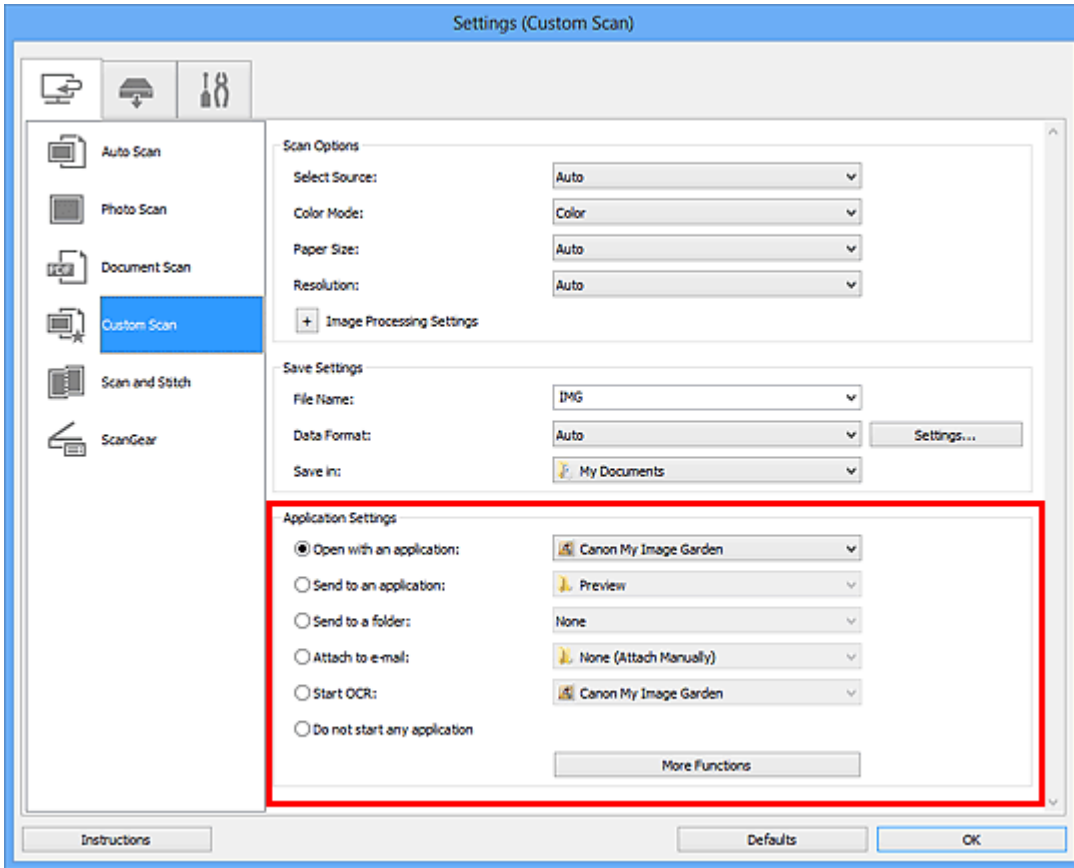 Settings (Custom Scan)
Auto Scan
Photo Scan
Document Scan
Custom Scan
Scan and Stitch
ScanGear
Scan Options
Select Source: Auto
Color Mode: Color
Paper Size: Auto
Resolution: Auto
+ Image Processing Settings
Save Settings
File Name: IMG
Data Format: Auto Settings...
Save in: My Documents
Application Settings
Open with an application: Canon My Image Garden
Send to an application: Preview
Send to a folder: None
Attach to e-mail: None (Attach Manually)
Start OCR: Canon My Image Garden
Do not start any application
More Functions
Instructions Defaults OK